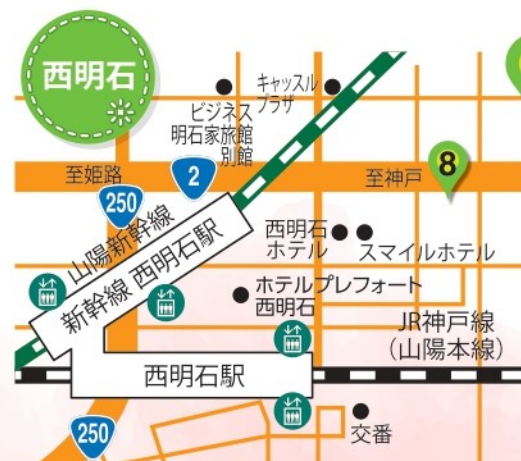 西明石
キャッスル
プラザ
ビジネス
明石家旅館
別館
至姫路
2
至神戸
8
250
山陽新幹線
新幹線 西明石駅
西明石
ホテル
スマイルホテル
ホテルプレフォート
西明石
JR神戸線
(山陽本線)
西明石駅
250
交番